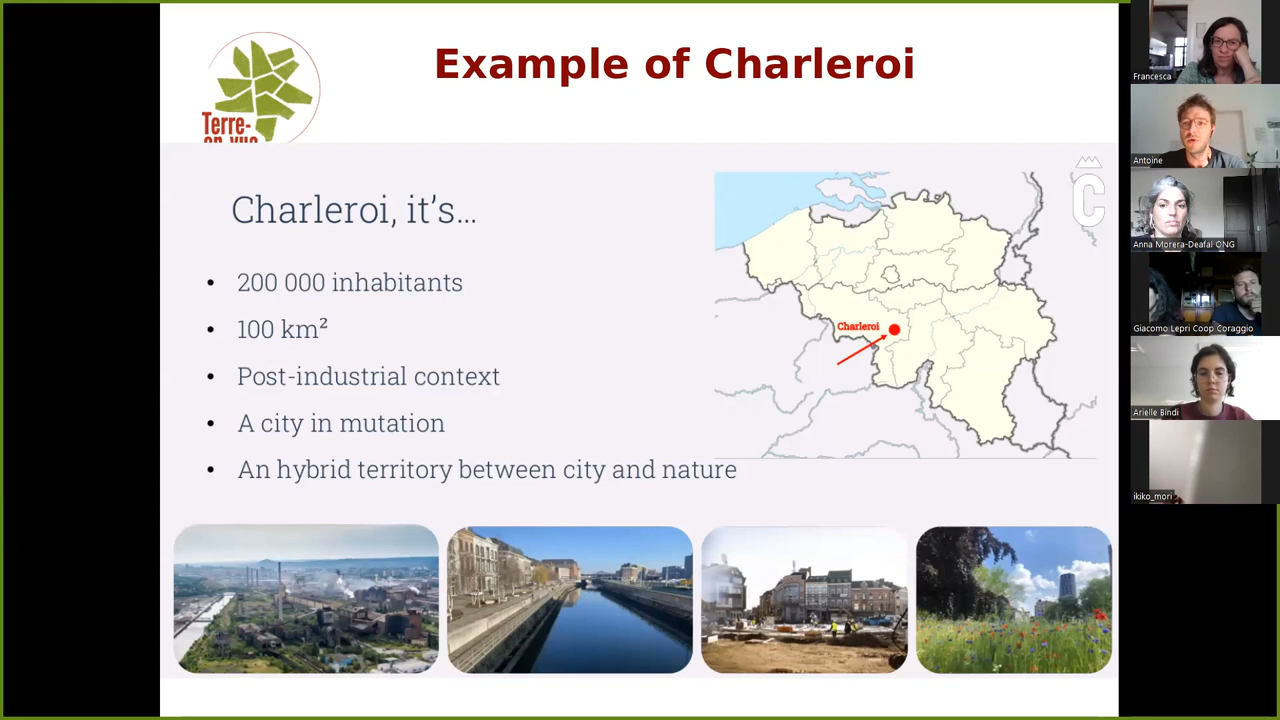 Example of Charleroi
Terre-
en vue
Charleroi, it's...
• 200 000 inhabitants
• 100 km²
• Post-industrial context
• A city in mutation
• An hybrid territory between city and nature
Charleroi
C
Francesca
Antoine
Anna Morera-Deafal ONG
Giacomo Lepri Coop Coraggio
Arielle Bindi
ikiko_mori